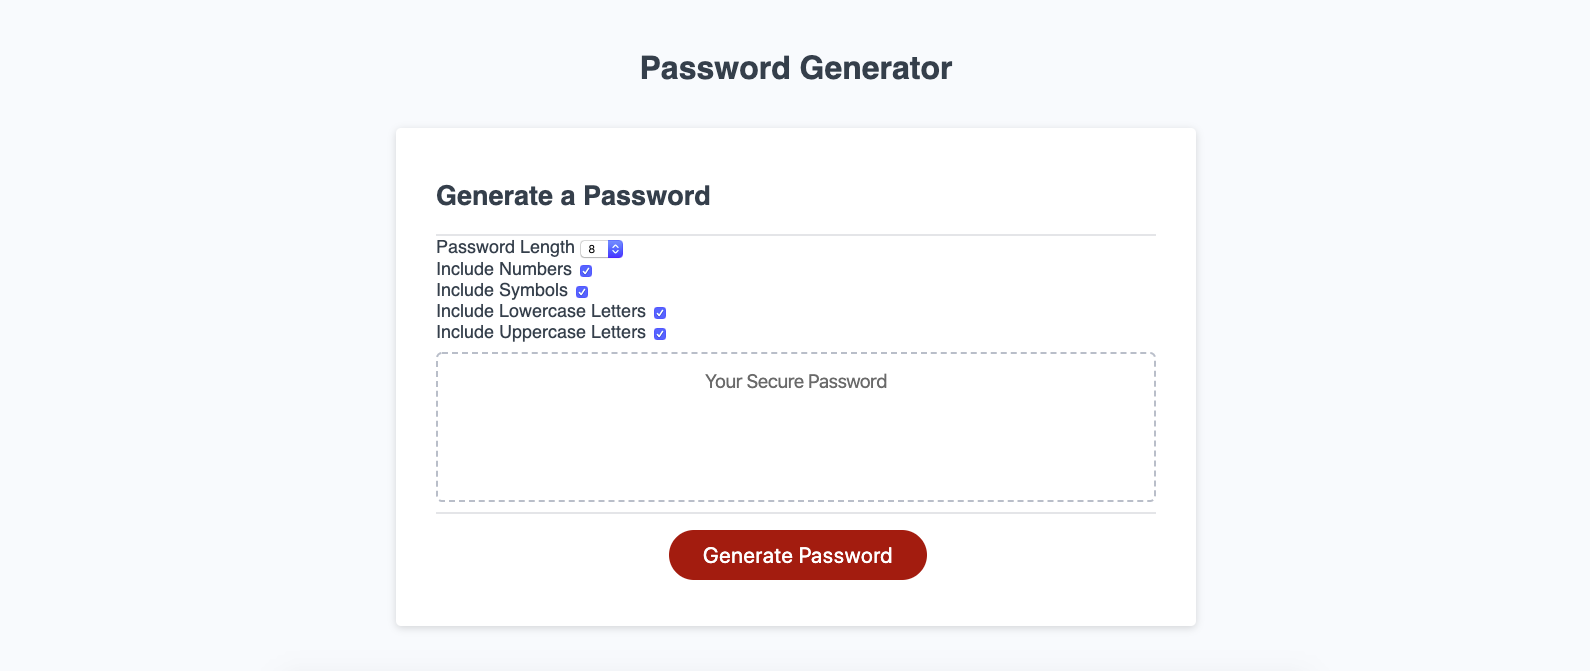 Password Generator
Generate a Password
Password Length 8
Include Numbers
Include Symbols
Include Lowercase Letters
Include Uppercase Letters
Your Secure Password
Generate Password